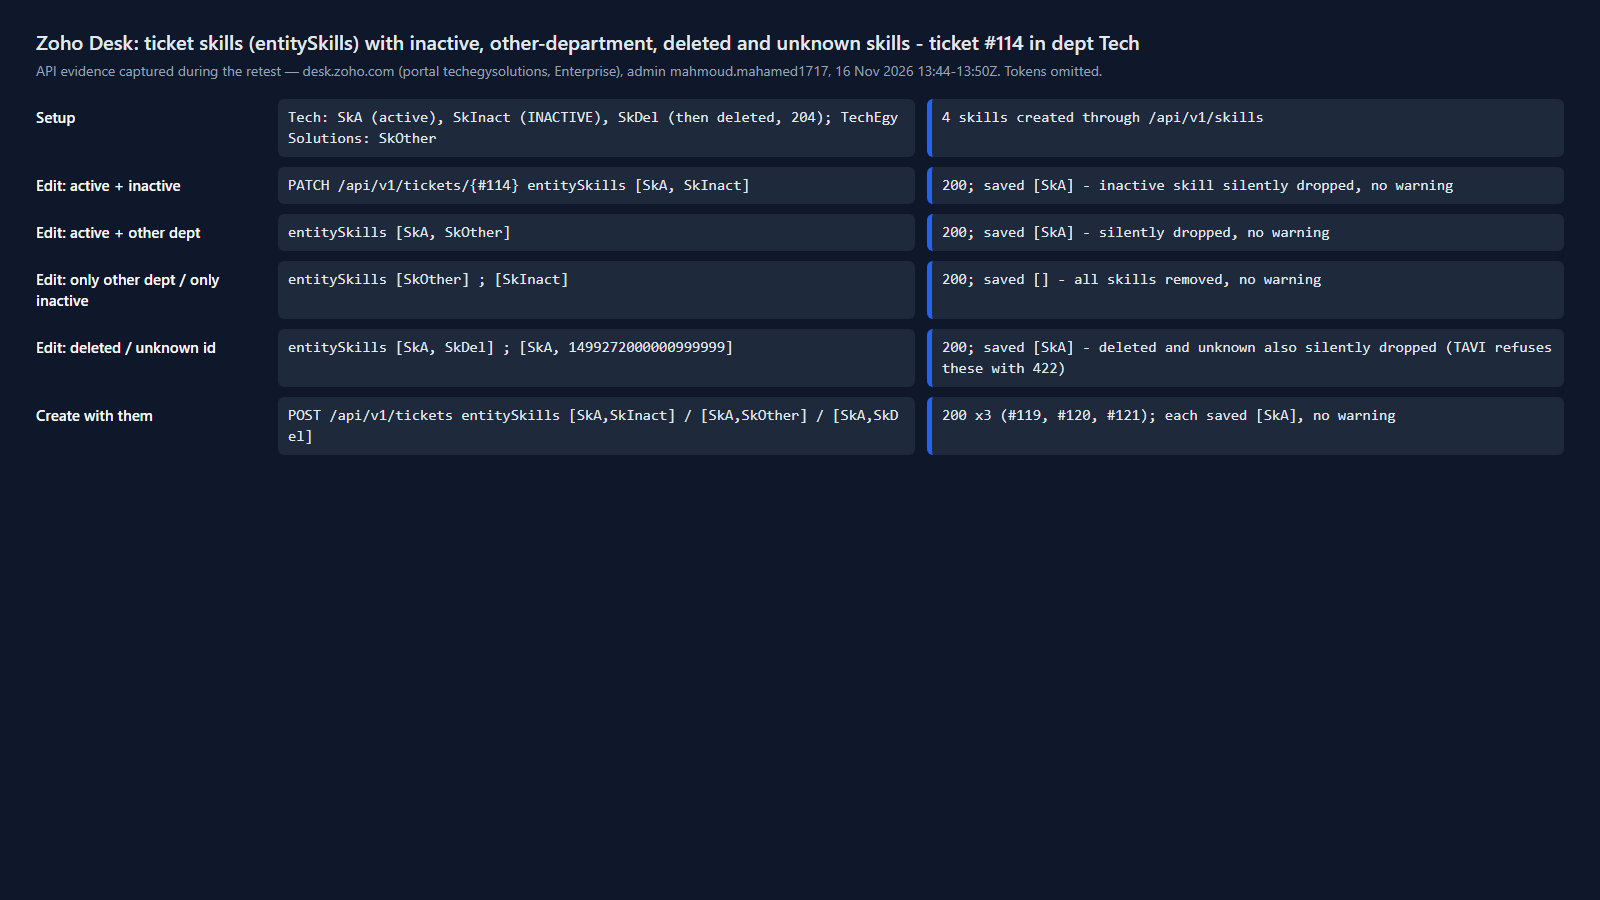 Zoho Desk: ticket skills (entitySkills) with inactive, other-department, deleted and unknown skills - ticket #114 in dept Tech
API evidence captured during the retest — desk.zoho.com (portal techegysolutions, Enterprise), admin mahmoud.mahamed1717, 16 Nov 2026 13:44-13:50Z. Tokens omitted.
Setup
Tech: SkA (active), SkInact (INACTIVE), SkDel (then deleted, 204); TechEgy
Solutions: SkOther
4 skills created through /api/v1/skills
Edit: active + inactive
PATCH /api/v1/tickets/{#114} entitySkills [SkA, SkInact]
200; saved [SkA] - inactive skill silently dropped, no warning
Edit: active + other dept
entitySkills [SkA, SkOther]
200; saved [SkA] - silently dropped, no warning
Edit: only other dept / only
inactive
entitySkills [SkOther] ; [SkInact]
200; saved [] - all skills removed, no warning
Edit: deleted / unknown id
entitySkills [SkA, SkDel] ; [SkA, 1499272000000999999]
200; saved [SkA] - deleted and unknown also silently dropped (TAVI refuses
these with 422)
Create with them
POST /api/v1/tickets entitySkills [SkA,SkInact] / [SkA,SkOther] / [SkA,SkD
el]
200 x3 (#119, #120, #121); each saved [SkA], no warning